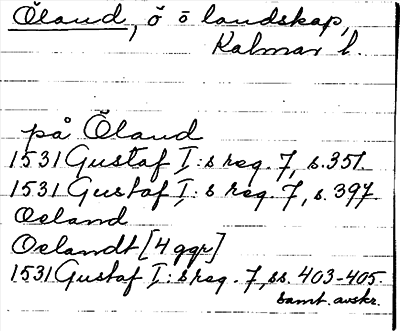 Öland, ö o landskap,
Kalmar l.
på Öland
1531 Gustaf I:s reg. 7, s. 351.
1531 Gustaf I:s reg. 7, s. 397.
Oeland
Oelandt [4 ggr]
1531 Gustaf I:s reg. 7, ss. 403-405.
samt. avskr.